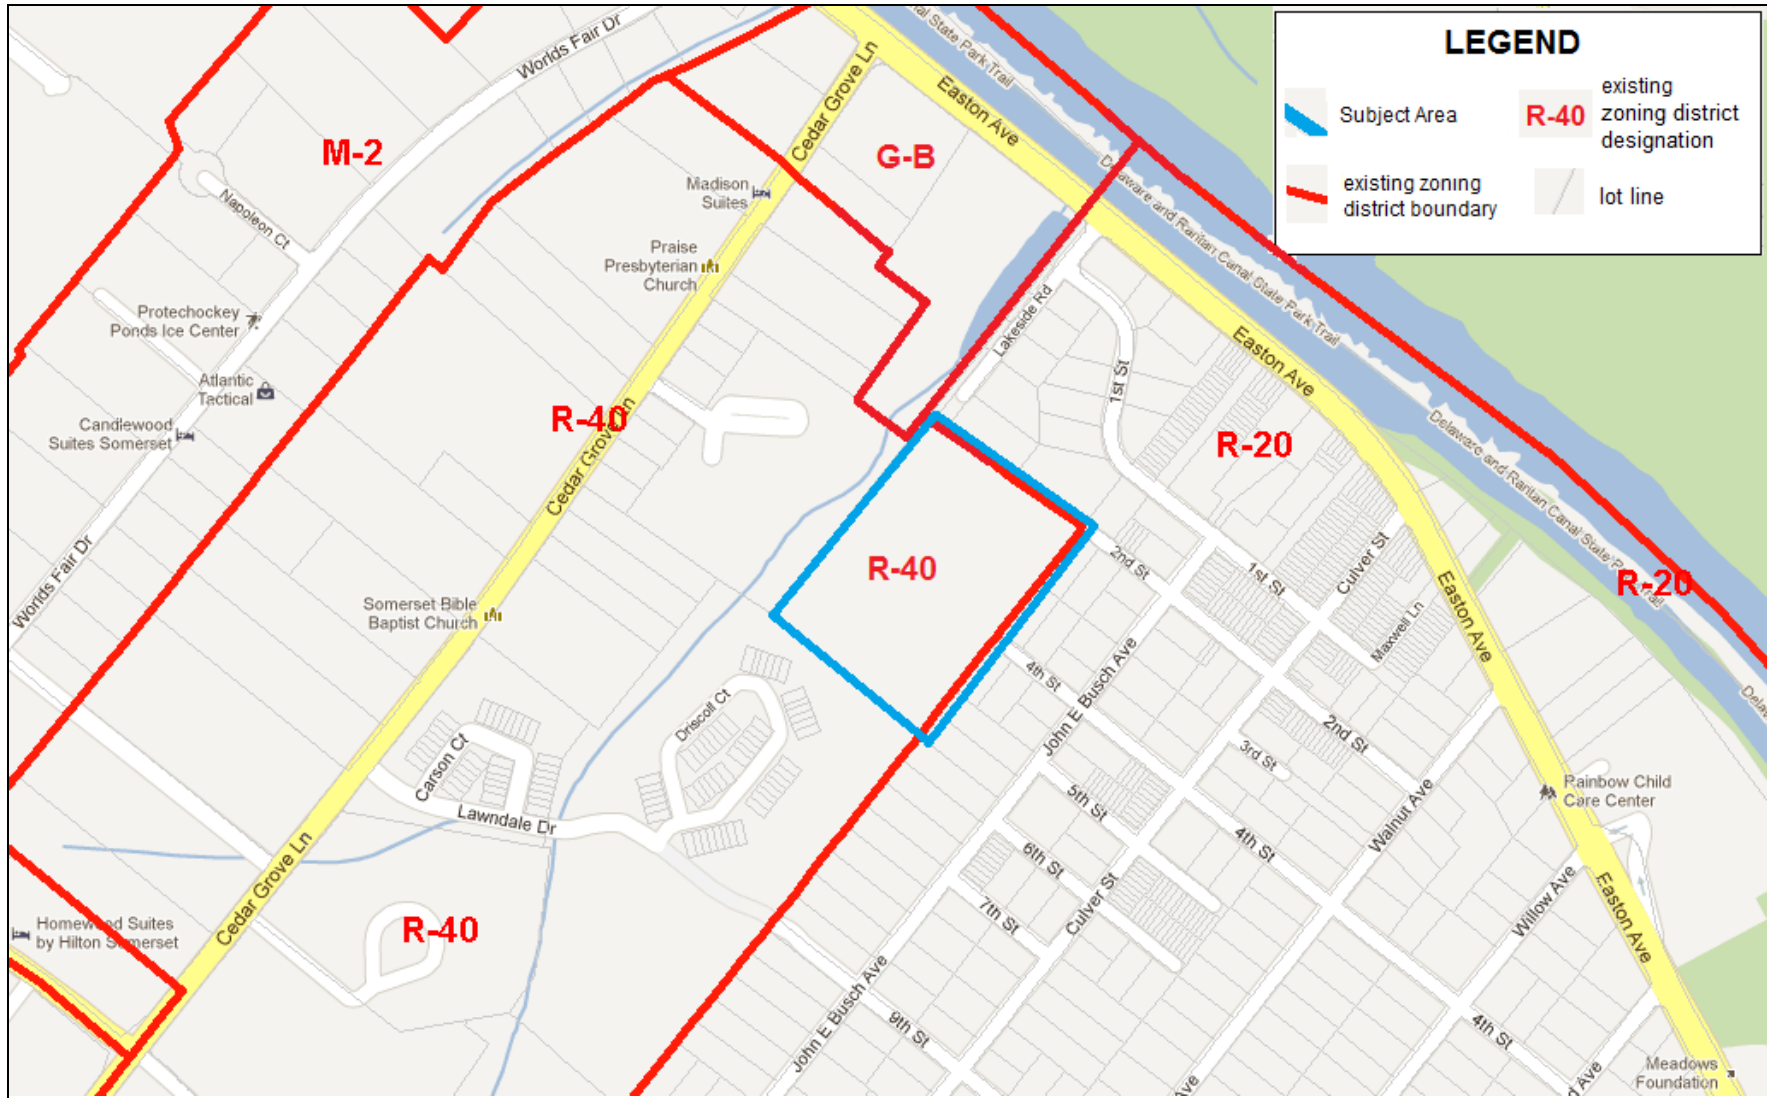 LEGEND
Subject Area
R-40
existing
zoning district
designation
existing zoning
district boundary
lot line
nal State Park Trail
Worlds Fair Dr
Cedar Grove Ln
Easton Ave
M-2
G-B
Madison
Suites
Delaware and Raritan Canal State Park Trail
Napoleon Ct
Praise
Presbyterian
Church
Protechockey
Ponds Ice Center
Lakeside Rd
Easton Ave
1st St
Atlantic
Tactical
R-40
Candlewood
Suites Somerset
Cedar Grove Ln
R-20
Delaware and Raritan Canal State Park Trail
Worlds Fair Dr
R-40
2nd St
1st St
Culver St
R-20
Easton Ave
Maxwell Ln
Somerset Bible
Baptist Church
4th St
John E Busch Ave
Driscoll Ct
Delaw
2nd St
3rd St
Carson Ct
Lawndale Dr
Rainbow Child
Care Center
5th St
Walnut Ave
4th St
6th St
Cedar Grove Ln
7th St
Culver St
Willow Ave
Easton Ave
R-40
Homewood Suites
by Hilton Somerset
John E Busch Ave
9th St
4th St
Meadows
Foundation
Ave
d Ave